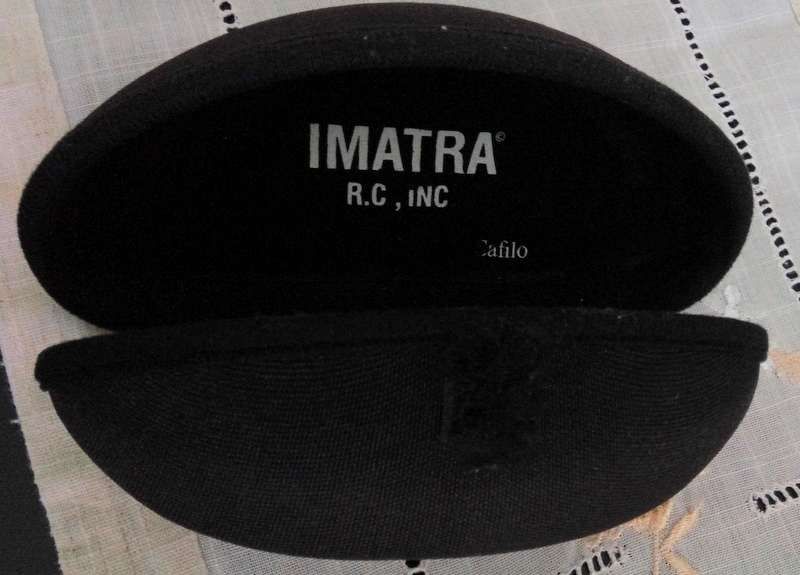 IMATRA©
R.C , iNC
Cafilo